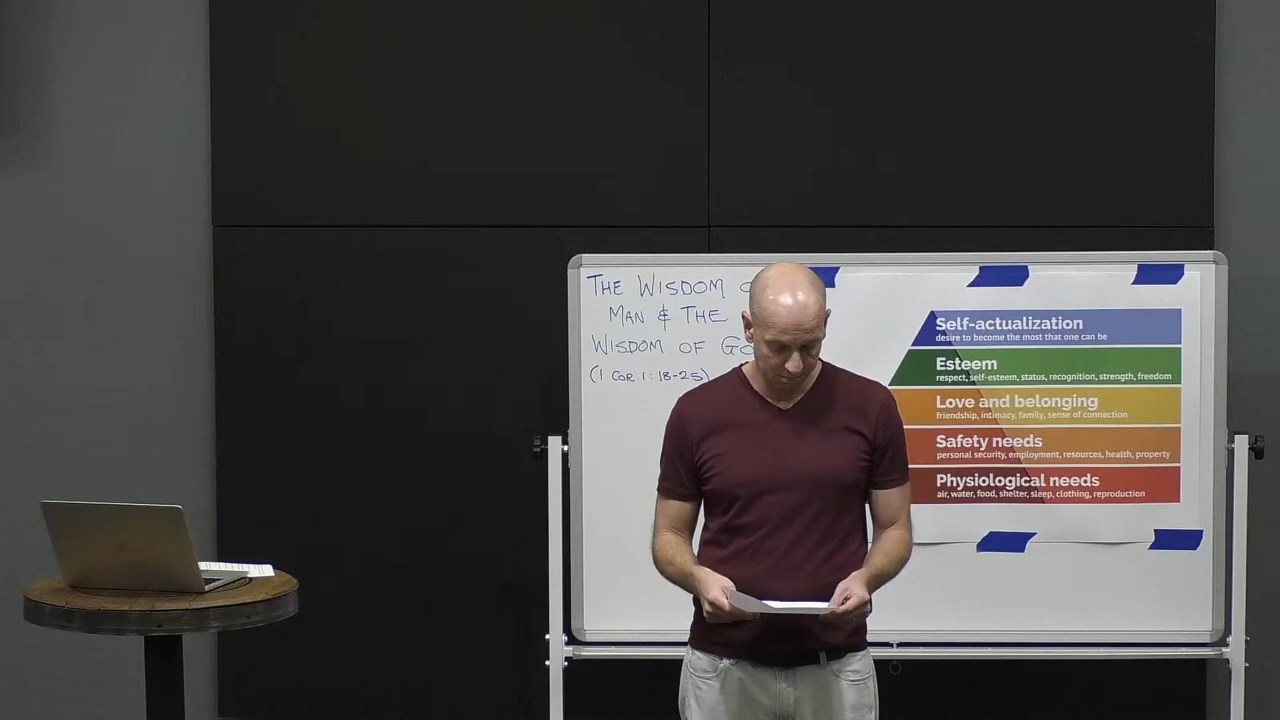 THE WISDOM
MAN & THE
WISDOM OF
(1 COR 1:18-25)
Self-actualization
desire to become the most that one can be
Esteem
respect, self-esteem, status, recognition, strength, freedom
Love and belonging
friendship, intimacy, family, sense of connection
Safety needs
personal security, employment, resources, health, property
Physiological needs
air, water, food, shelter, sleep, clothing, reproduction